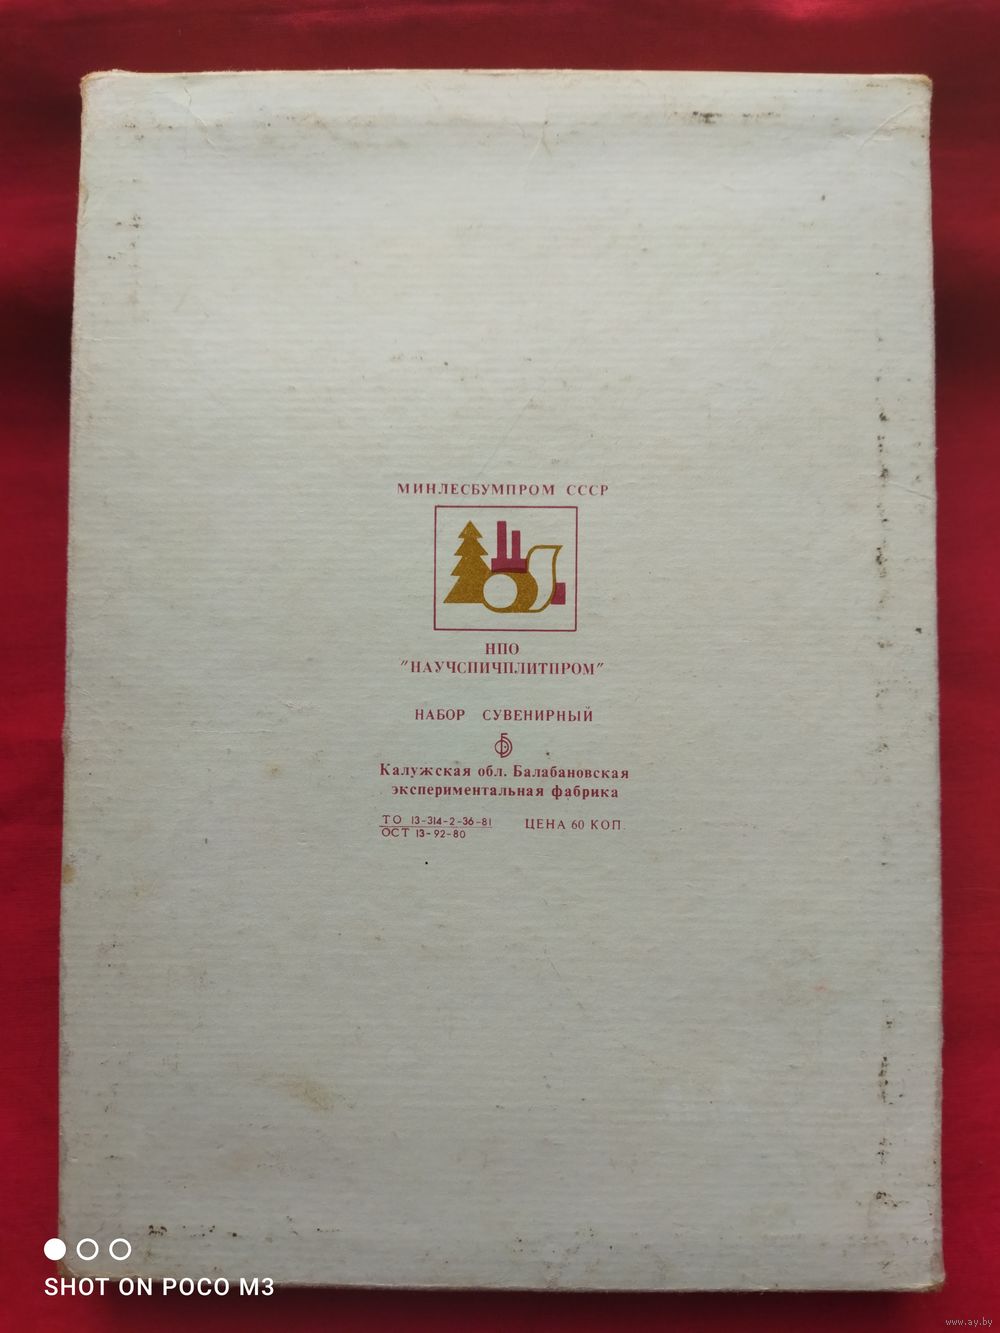 МИНЛЕСБУМПРОМ СССР
НПО
"НАУЧСПИЧПЛИТПРОМ"
НАБОР СУВЕНИРНЫЙ
Калужская обл. Балабановская
экспериментальная фабрика
ТО 13-314-2-36-81
ОСТ 13-92-80
ЦЕНА 60 КОП.
SHOT ON POCO M3
www.ay.by